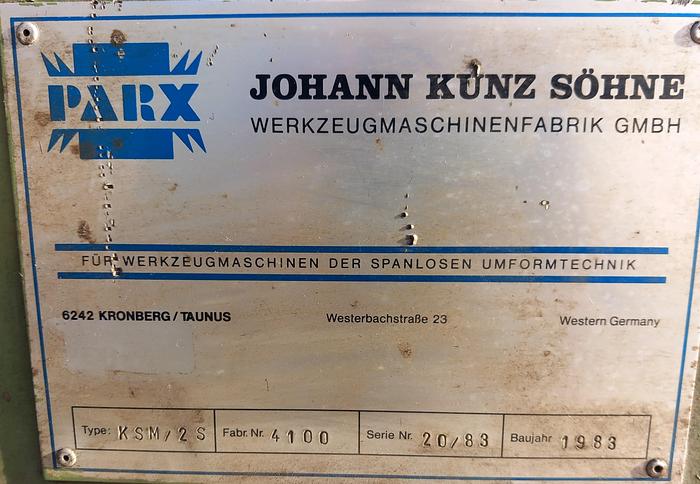 PARX
JOHANN KUNZ SÖHNE
WERKZEUGMASCHINENFABRIK GMBH
FÜR WERKZEUGMASCHINEN DER SPANLOSEN UMFORMTECHNIK
6242 KRONBERG/TAUNUS Westerbachstraße 23 Western Germany
Type: KSM/2S Fabr. Nr. 4100 Serie Nr. 20/83 Baujahr 1983